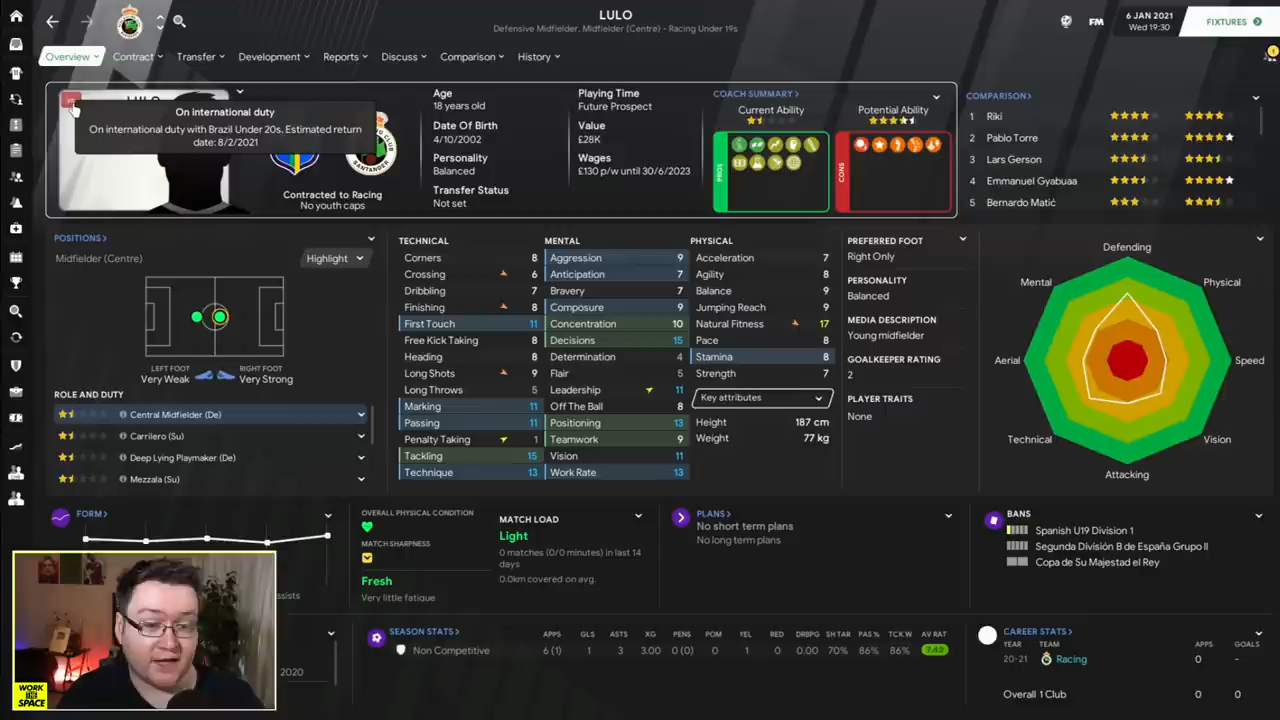 LULO
Defensive Midfielder, Midfielder (Centre) - Racing Under 19s
FM
6 JAN 2021
Wed 19:30
FIXTURES
Overview
Contract
Transfer
Development
Reports
Discuss
Comparison
History
On international duty
On international duty with Brazil Under 20s, Estimated return
date: 8/2/2021
Contracted to Racing
No youth caps
Age
18 years old
Date Of Birth
4/10/2002
Personality
Balanced
Transfer Status
Not set
Playing Time
Future Prospect
Value
£28K
Wages
£130 p/w until 30/6/2023
COACH SUMMARY>
Current Ability
Potential Ability
PROS
CONS
COMPARISON>
1 Riki
2 Pablo Torre
3 Lars Gerson
4 Emmanuel Gyabuaa
5 Bernardo Matić
POSITIONS>
Midfielder (Centre)
Highlight
LEFT FOOT
Very Weak
RIGHT FOOT
Very Strong
ROLE AND DUTY
Central Midfielder (De)
Carrilero (Su)
Deep Lying Playmaker (De)
Mezzala (Su)
TECHNICAL
Corners 8
Crossing 6
Dribbling 7
Finishing 8
First Touch 11
Free Kick Taking 8
Heading 8
Long Shots 9
Long Throws 5
Marking 11
Passing 11
Penalty Taking 1
Tackling 15
Technique 13
MENTAL
Aggression 9
Anticipation 7
Bravery 7
Composure 9
Concentration 10
Decisions 15
Determination 4
Flair 5
Leadership 11
Off The Ball 8
Positioning 13
Teamwork 9
Vision 11
Work Rate 13
PHYSICAL
Acceleration 7
Agility 8
Balance 9
Jumping Reach 9
Natural Fitness 17
Pace 8
Stamina 8
Strength 7
Key attributes
Height 187 cm
Weight 77 kg
PREFERRED FOOT
Right Only
PERSONALITY
Balanced
MEDIA DESCRIPTION
Young midfielder
GOALKEEPER RATING
2
PLAYER TRAITS
None
Defending
Physical
Speed
Vision
Attacking
Technical
Aerial
Mental
FORM>
OVERALL PHYSICAL CONDITION
MATCH SHARPNESS
Fresh
Very little fatigue
MATCH LOAD
Light
0 matches (0/0 minutes) in last 14
days
0.0km covered on avg.
PLANS>
No short term plans
No long term plans
BANS
Spanish U19 Division 1
Segunda División B de España Grupo II
Copa de Su Majestad el Rey
SEASON STATS>
APPS GLS ASTS XG PENS POM YEL RED DRBPG SH TAR PAS % TCK W AV RAT
Non Competitive 6 (1) 1 3 3.00 0 (0) 0 1 0 0.00 70% 86% 86% 7.42
CAREER STATS>
YEAR TEAM APPS GOALS
20-21 Racing 0 -
Overall 1 Club 0 0
2020
WORK
THE
SPACE